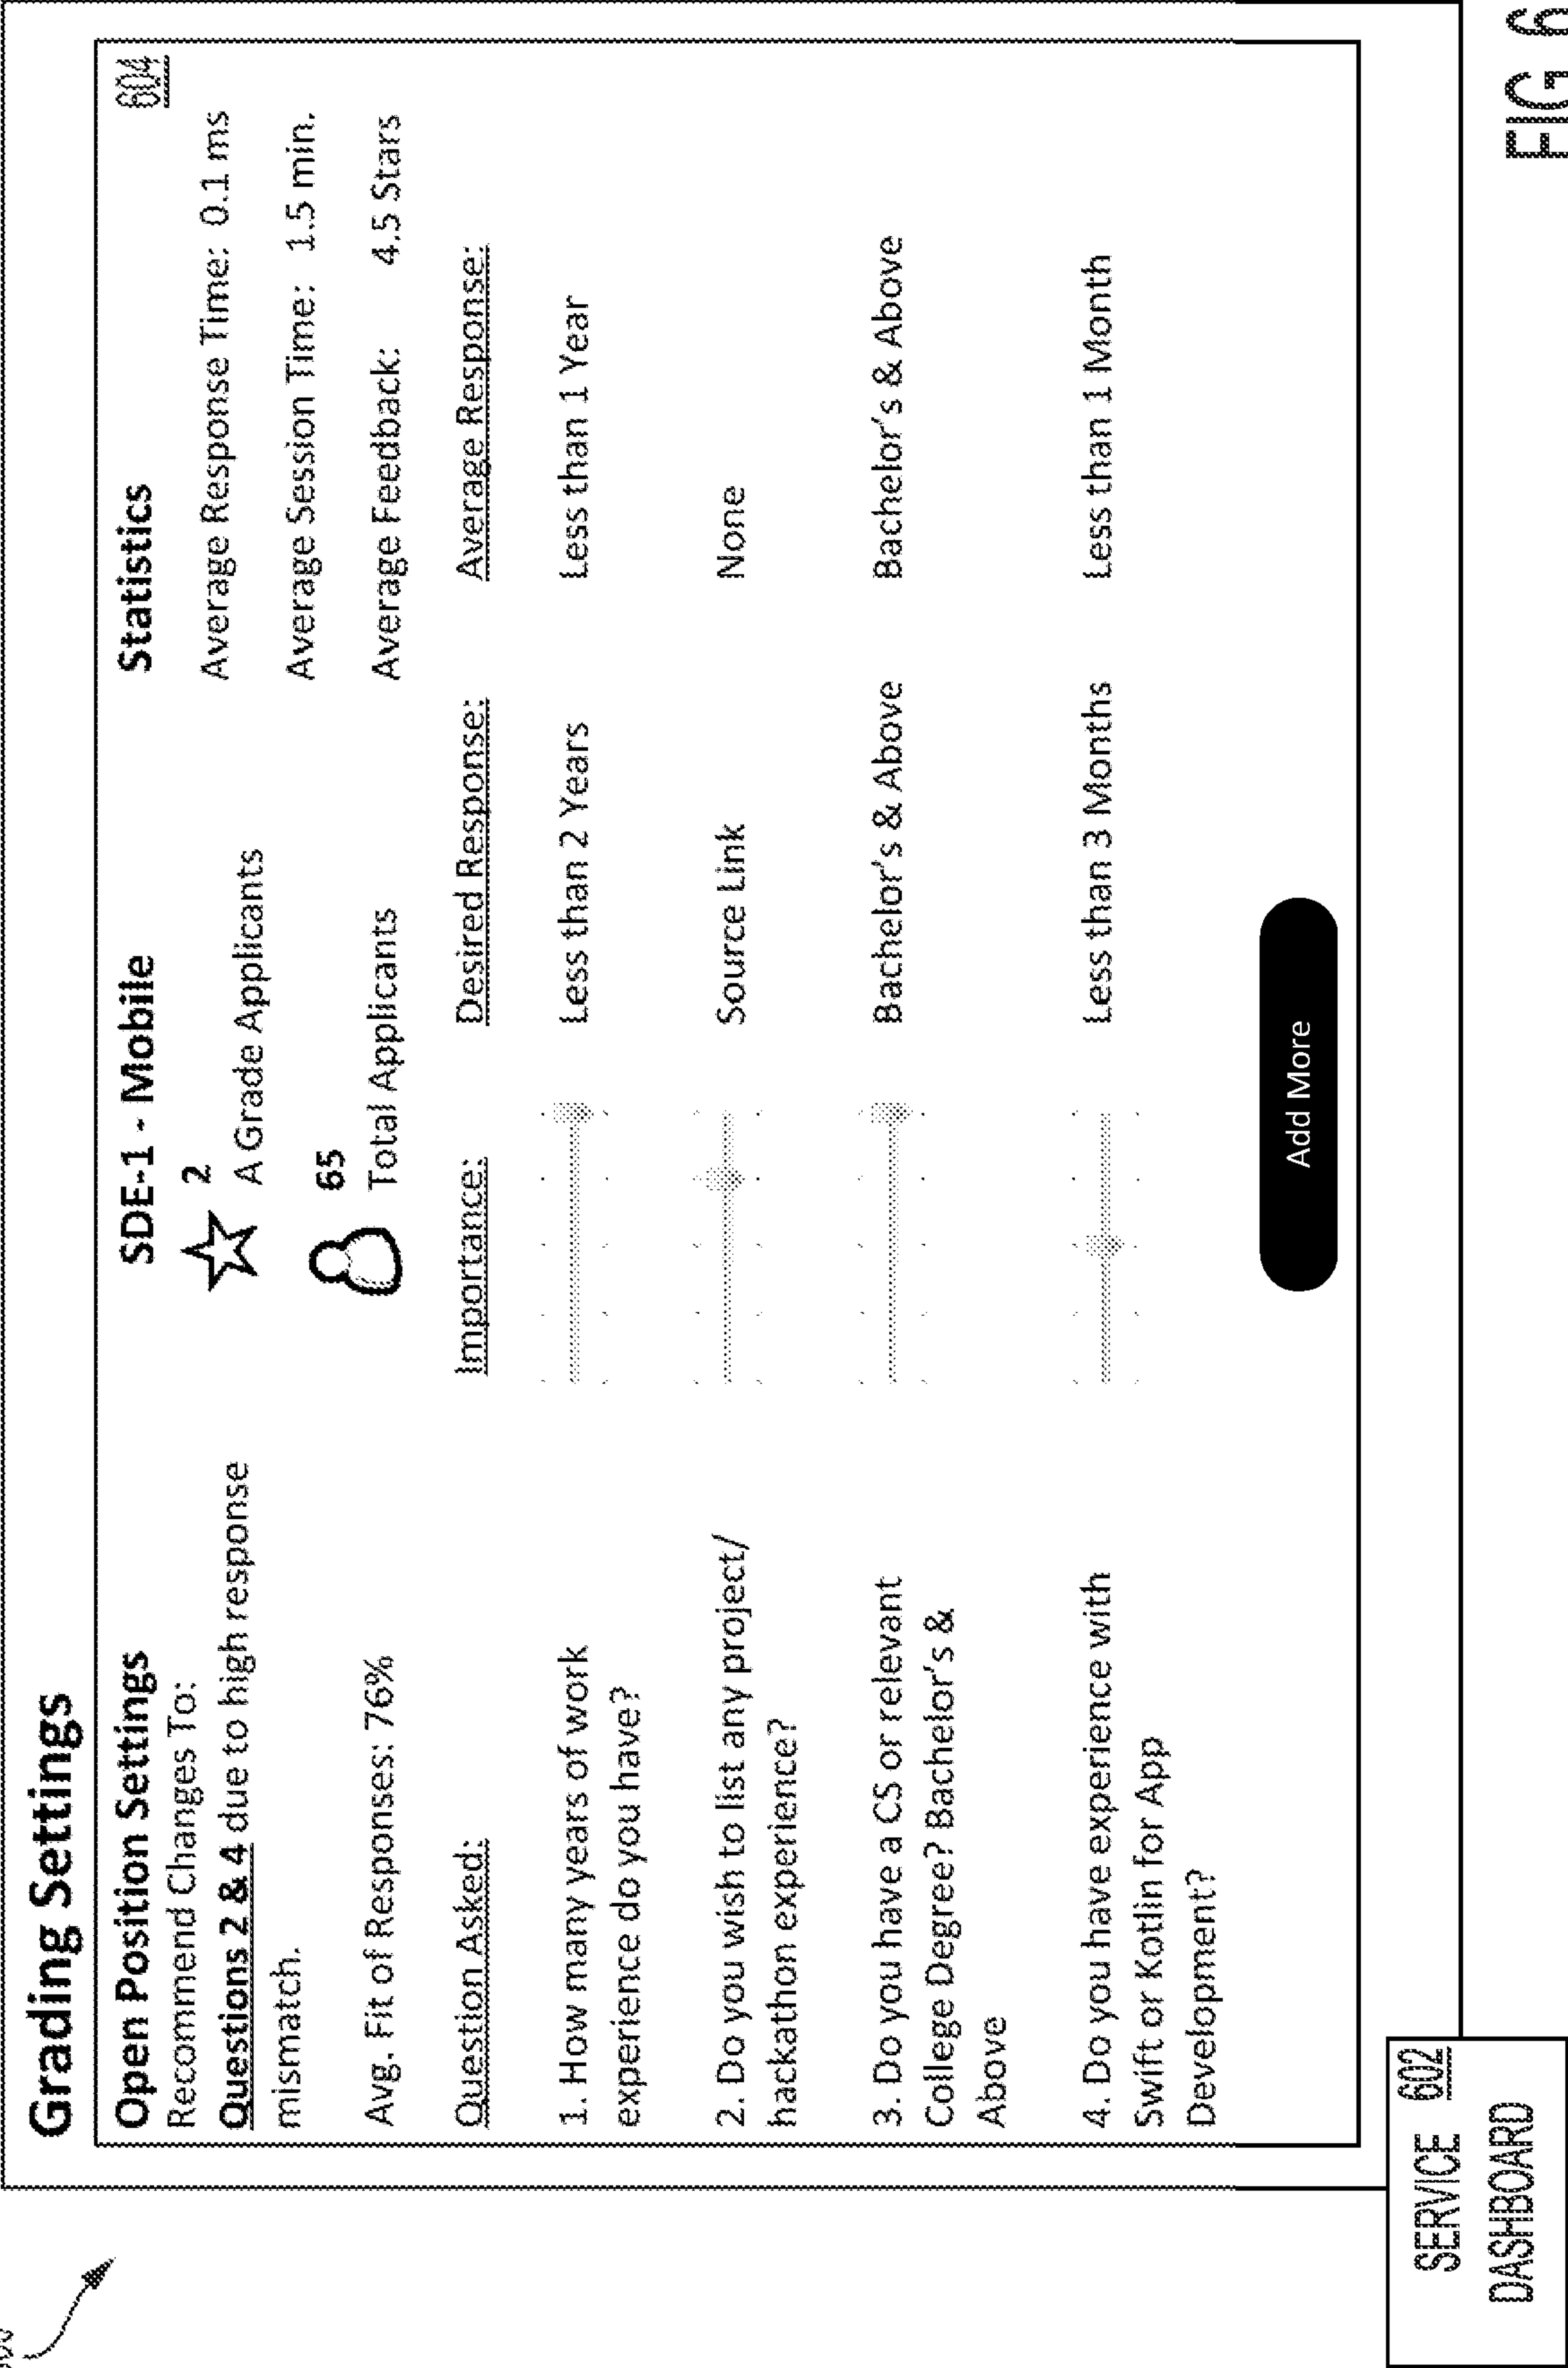 Grading Settings
Open Position Settings
Recommend Changes To:
Questions 2 & 4 due to high response
mismatch.
Avg. Fit of Responses: 76%
SDE-1 - Mobile
2
A Grade Applicants
65
Total Applicants
Statistics
604
Average Response Time: 0.1 ms
Average Session Time: 1.5 min.
Average Feedback: 4.5 Stars
Question Asked: Importance: Desired Response: Average Response:
1. How many years of work
experience do you have?
Less than 2 Years
Less than 1 Year
2. Do you wish to list any project/
hackathon experience?
Source Link
None
3. Do you have a CS or relevant
College Degree? Bachelor's &
Above
Bachelor's & Above
Bachelor's & Above
4. Do you have experience with
Swift or Kotlin for App
Development?
Less than 3 Months
Less than 1 Month
Add More
SERVICE 602
DASHBOARD
FIG 6